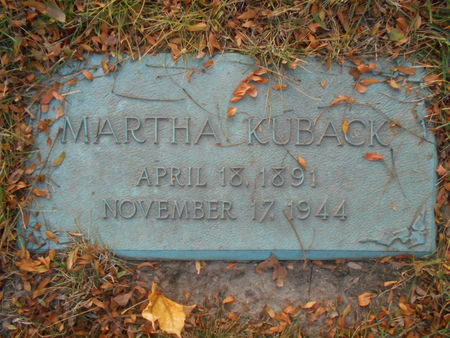 MARTHA KUBACK
APRIL 18, 1891
NOVEMBER 17, 1944